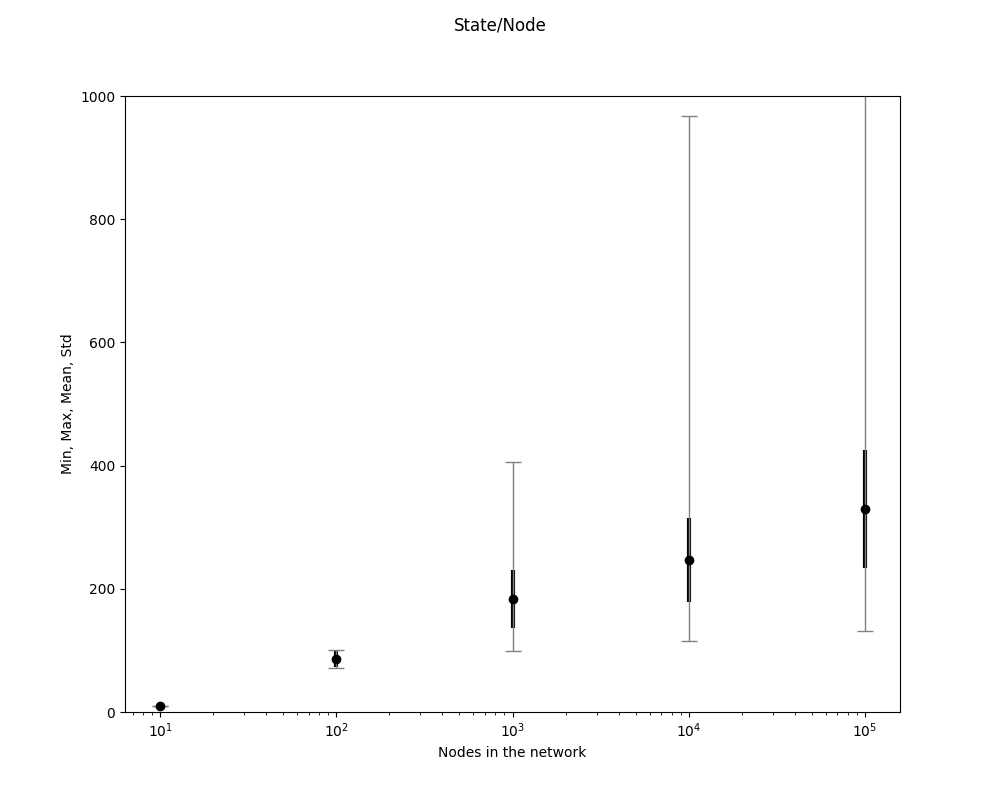 State/Node
1000
800
600
400
200
0
Min, Max, Mean, Std
10¹ 10² 10³ 10⁴ 10⁵
Nodes in the network